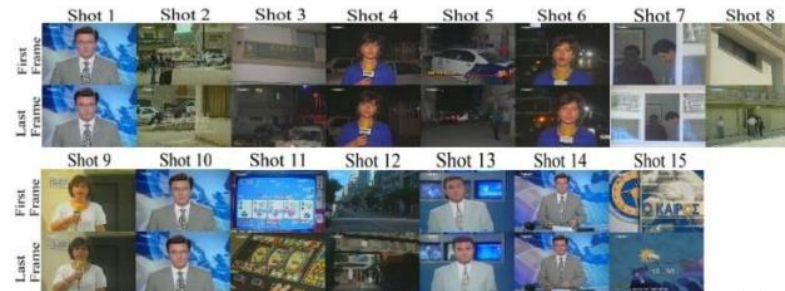 Shot 1 Shot 2 Shot 3 Shot 4 Shot 5 Shot 6 Shot 7 Shot 8
First Frame
Last Frame
Shot 9 Shot 10 Shot 11 Shot 12 Shot 13 Shot 14 Shot 15
First Frame
Ο ΚΑΙΡΟΣ
Last Frame